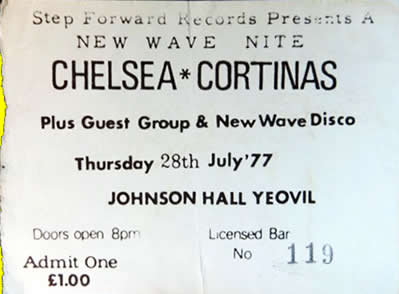 Step Forward Records Presents A
NEW WAVE NITE
CHELSEA*CORTINAS
Plus Guest Group & New Wave Disco
Thursday 28th July'77
JOHNSON HALL YEOVIL
Doors open 8pm Licensed Bar
Admit One No 119
£1.00